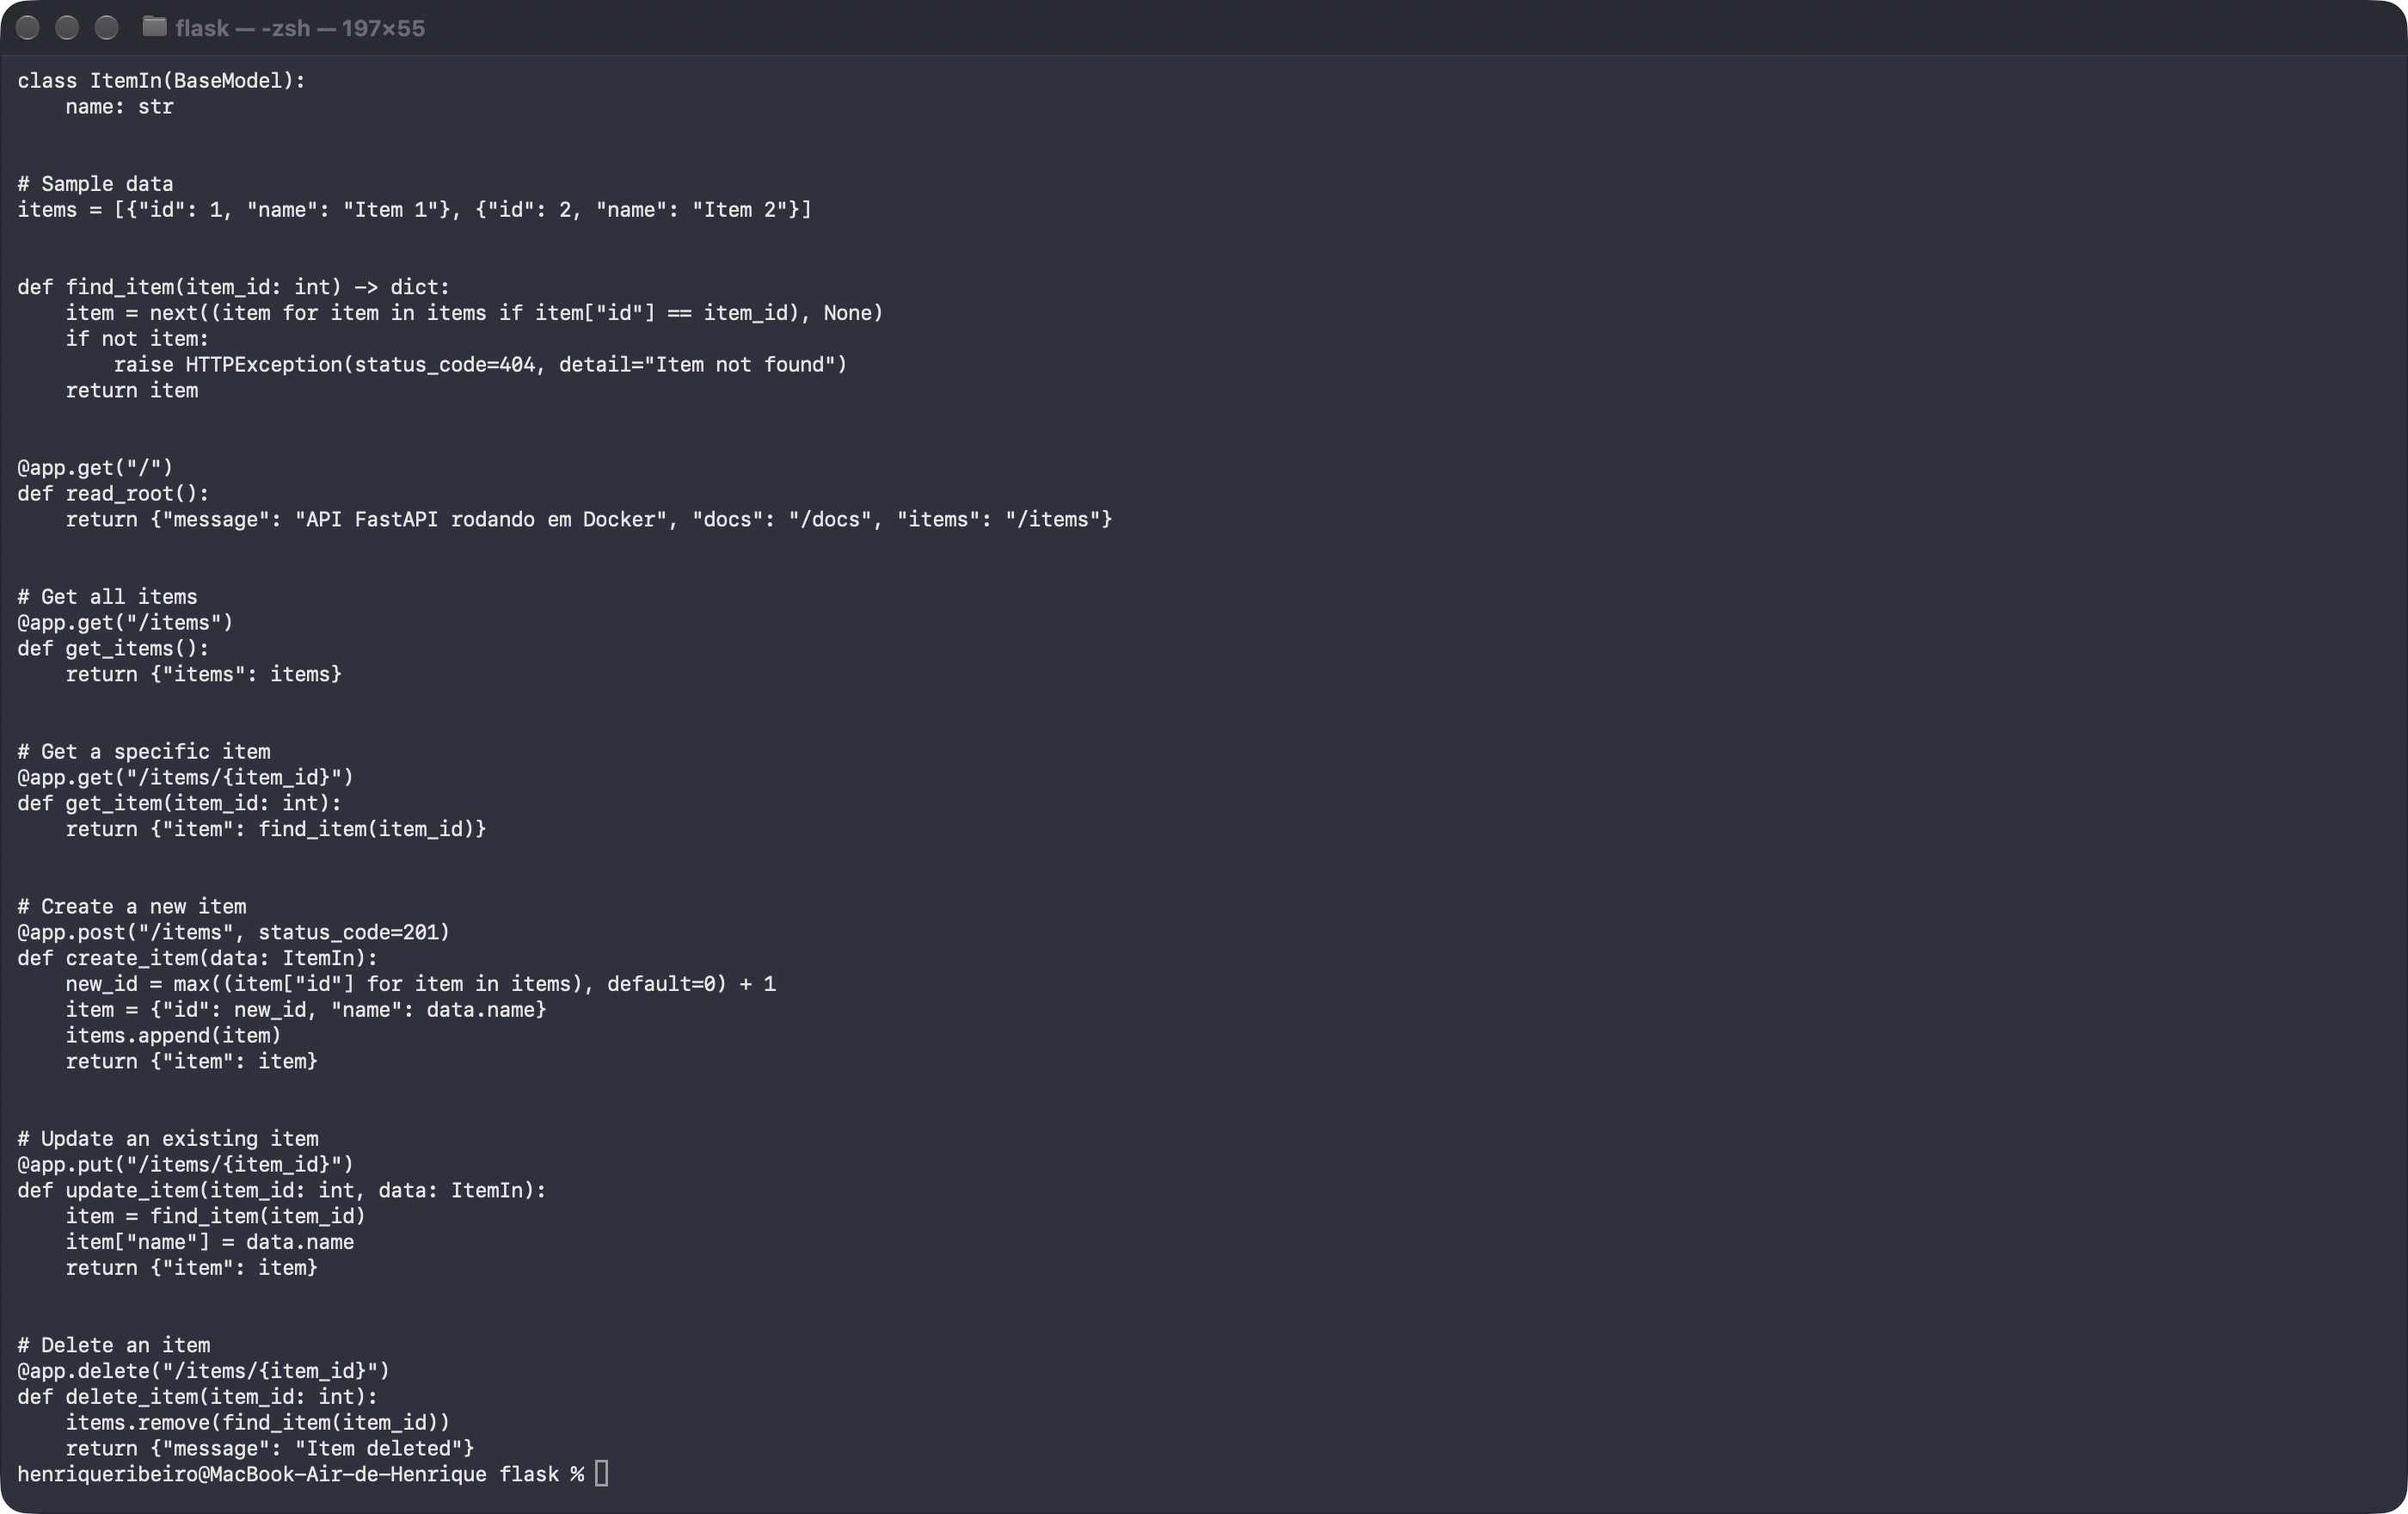 flask — -zsh — 197×55
class ItemIn(BaseModel):
    name: str
# Sample data
items = [{"id": 1, "name": "Item 1"}, {"id": 2, "name": "Item 2"}]
def find_item(item_id: int) -> dict:
    item = next((item for item in items if item["id"] == item_id), None)
    if not item:
        raise HTTPException(status_code=404, detail="Item not found")
    return item
@app.get("/")
def read_root():
    return {"message": "API FastAPI rodando em Docker", "docs": "/docs", "items": "/items"}
# Get all items
@app.get("/items")
def get_items():
    return {"items": items}
# Get a specific item
@app.get("/items/{item_id}")
def get_item(item_id: int):
    return {"item": find_item(item_id)}
# Create a new item
@app.post("/items", status_code=201)
def create_item(data: ItemIn):
    new_id = max((item["id"] for item in items), default=0) + 1
    item = {"id": new_id, "name": data.name}
    items.append(item)
    return {"item": item}
# Update an existing item
@app.put("/items/{item_id}")
def update_item(item_id: int, data: ItemIn):
    item = find_item(item_id)
    item["name"] = data.name
    return {"item": item}
# Delete an item
@app.delete("/items/{item_id}")
def delete_item(item_id: int):
    items.remove(find_item(item_id))
    return {"message": "Item deleted"}
henriqueribeiro@MacBook-Air-de-Henrique flask %